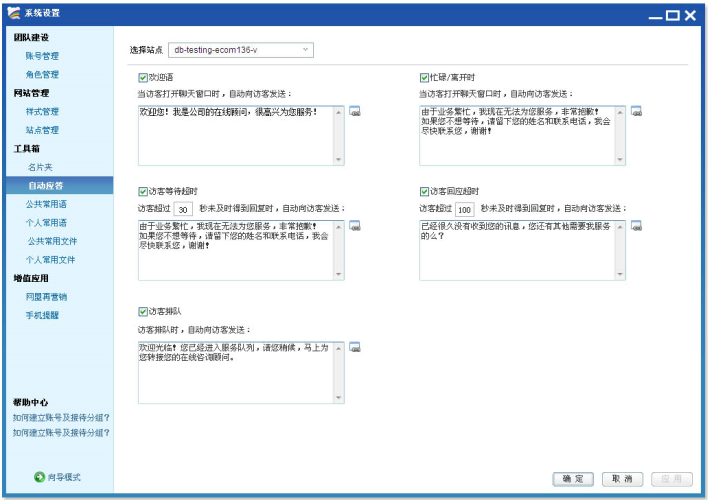 系统设置
团队建设
账号管理
角色管理
网站管理
样式管理
站点管理
工具箱
名片夹
自动应答
公共常用语
个人常用语
公共常用文件
个人常用文件
增值应用
网盟再营销
手机提醒
帮助中心
如何建立账号及接待分组?
如何建立账号及接待分组?
向导模式
选择站点 db-testing-ecom136-v
欢迎语
当访客打开聊天窗口时，自动向访客发送：
欢迎您！我是公司的在线顾问，很高兴为您服务！
忙碌/离开时
当访客打开聊天窗口时，自动向访客发送：
由于业务繁忙，我现在无法为您服务，非常抱歉！
如果您不想等待，请留下您的姓名和联系电话，我会
尽快联系您，谢谢！
访客等待超时
访客超过 30 秒未及时得到回复时，自动向访客发送：
由于业务繁忙，我现在无法为您服务，非常抱歉！
如果您不想等待，请留下您的姓名和联系电话，我会
尽快联系您，谢谢！
访客回应超时
访客超过 100 秒未及时得到回复时，自动向访客发送：
已经很久没有收到您的讯息，您还有其他需要我服务
的么？
访客排队
访客排队时，自动向访客发送：
欢迎光临！您已经进入服务队列，请您稍候，马上为
您转接您的在线咨询顾问。
确定 取消 应用